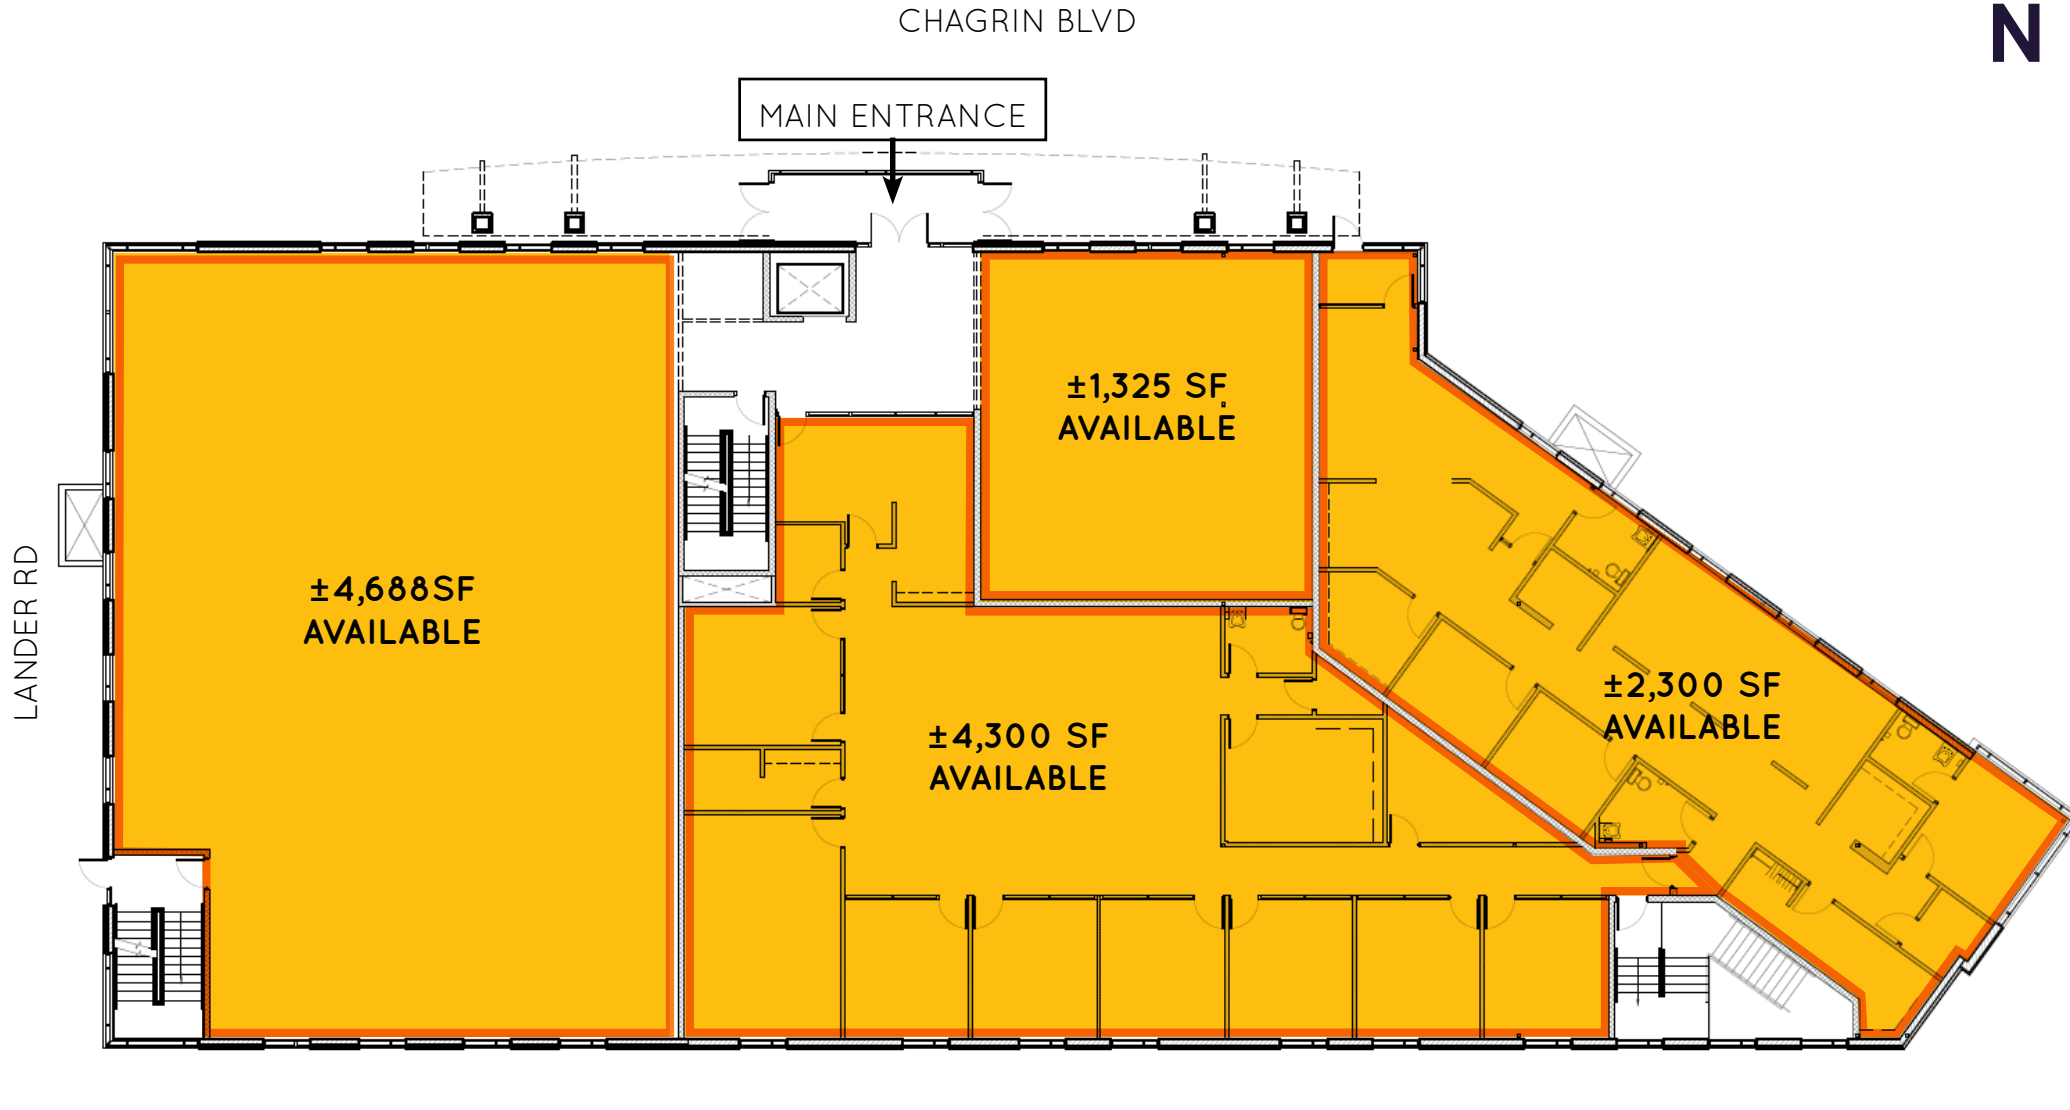 CHAGRIN BLVD
N
MAIN ENTRANCE
±1,325 SF
AVAILABLE
±4,688SF
AVAILABLE
LANDER RD
±2,300 SF
AVAILABLE
±4,300 SF
AVAILABLE